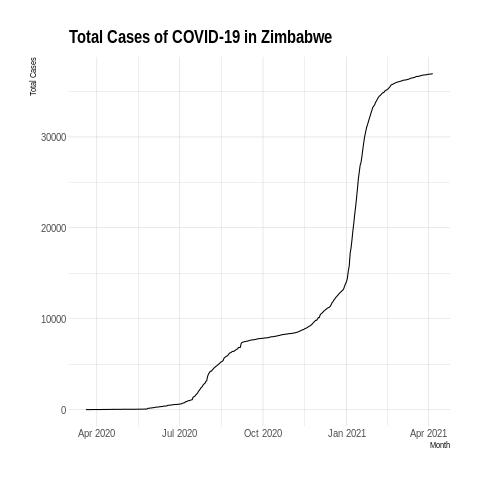 Total Cases of COVID-19 in Zimbabwe
Total Cases
30000
20000
10000
0
Apr 2020 Jul 2020 Oct 2020 Jan 2021 Apr 2021
Month